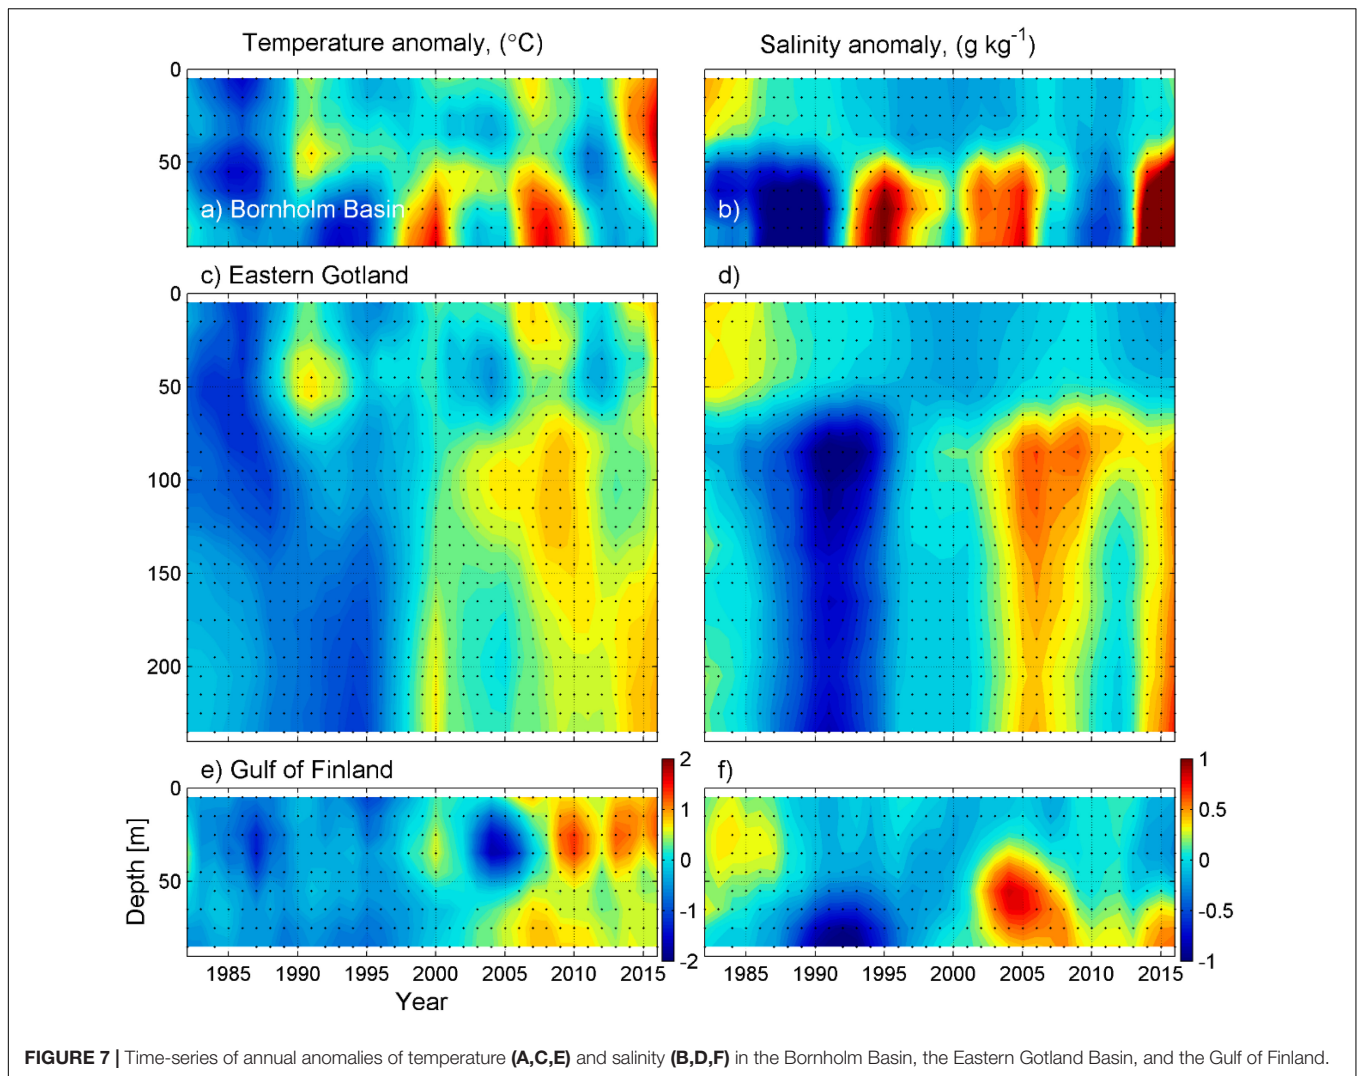 Temperature anomaly, (°C)
Salinity anomaly, (g kg⁻¹)
0
50
a) Bornholm Basin
b)
c) Eastern Gotland
d)
0
50
100
150
200
e) Gulf of Finland
f)
0
50
Depth [m]
2
1
0
-1
-2
1
0.5
0
-0.5
-1
1985 1990 1995 2000 2005 2010 2015
1985 1990 1995 2000 2005 2010 2015
Year
FIGURE 7 | Time-series of annual anomalies of temperature (A,C,E) and salinity (B,D,F) in the Bornholm Basin, the Eastern Gotland Basin, and the Gulf of Finland.